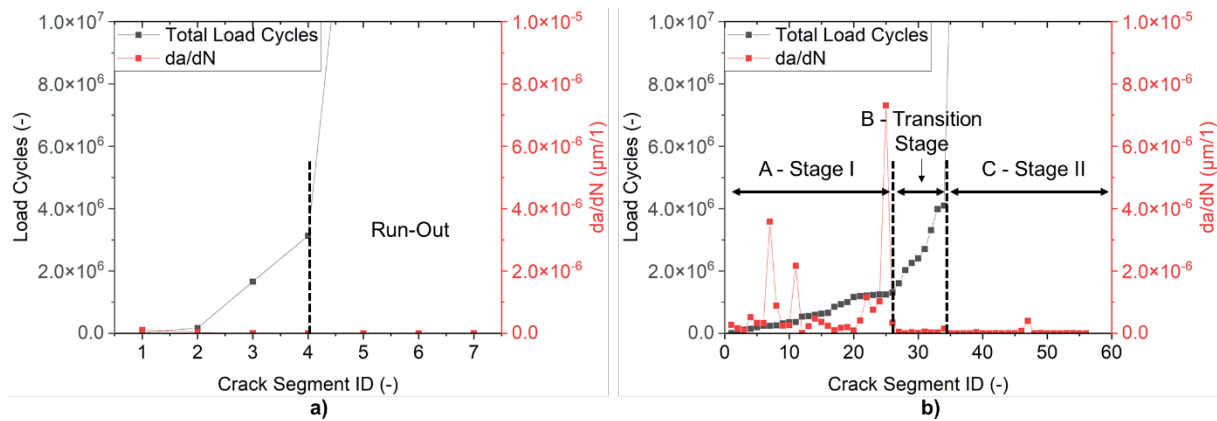 Total Load Cycles
da/dN
1.0×10⁷
8.0×10⁶
6.0×10⁶
4.0×10⁶
2.0×10⁶
0.0
Load Cycles (-)
1.0×10⁻⁵
8.0×10⁻⁶
6.0×10⁻⁶
4.0×10⁻⁶
2.0×10⁻⁶
0.0
da/dN (µm/1)
Run-Out
1 2 3 4 5 6 7
Crack Segment ID (-)
a)
Total Load Cycles
da/dN
1.0×10⁷
8.0×10⁶
6.0×10⁶
4.0×10⁶
2.0×10⁶
0.0
Load Cycles (-)
1.0×10⁻⁵
8.0×10⁻⁶
6.0×10⁻⁶
4.0×10⁻⁶
2.0×10⁻⁶
0.0
da/dN (µm/1)
B - Transition
Stage
A - Stage I
C - Stage II
0 10 20 30 40 50 60
Crack Segment ID (-)
b)